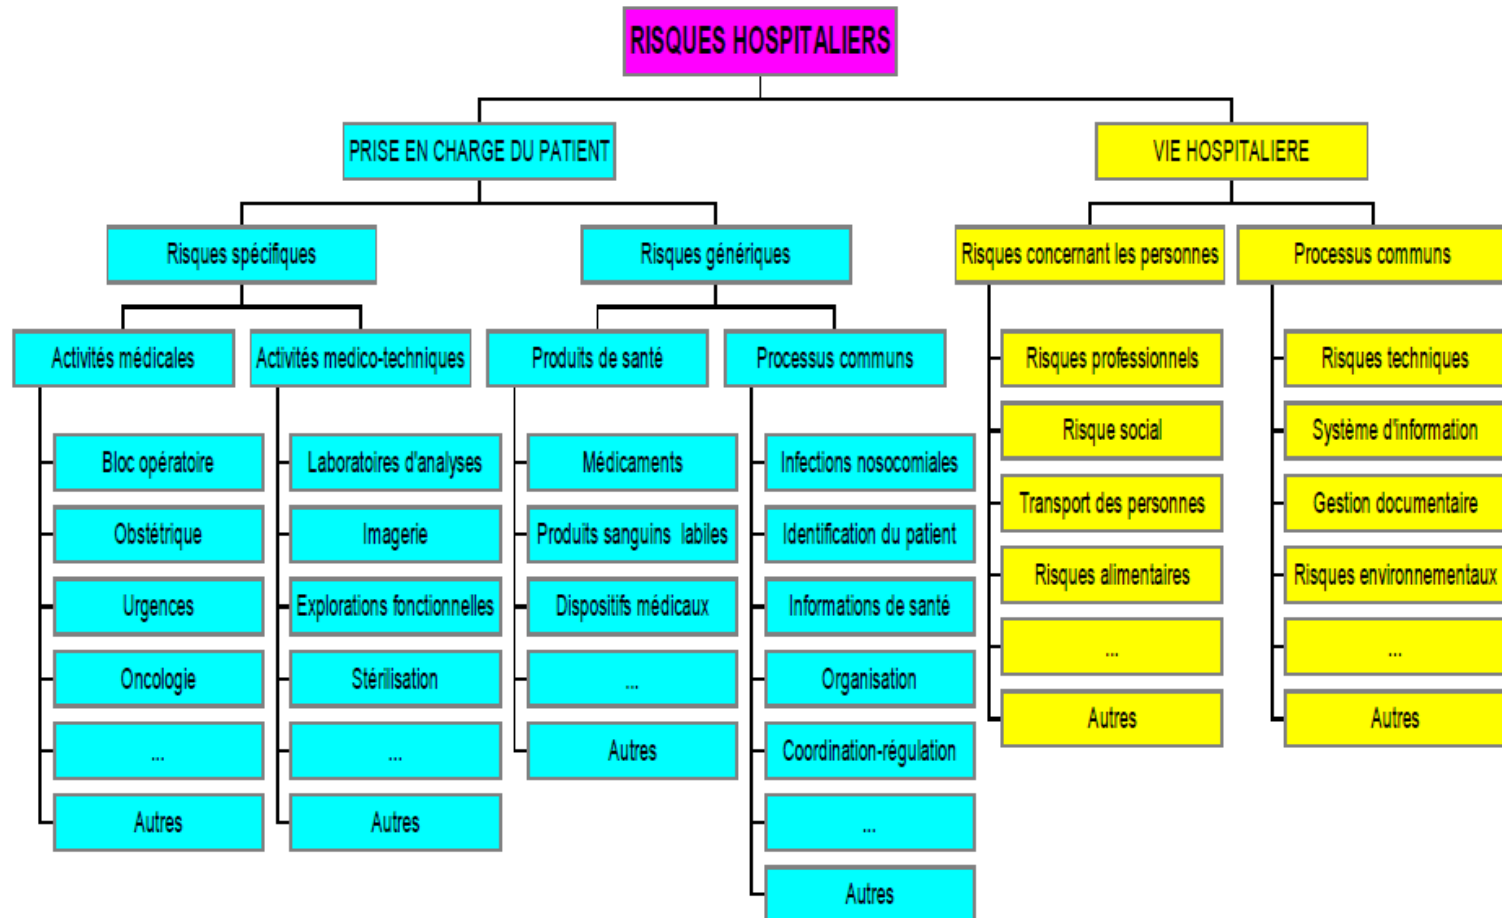 RISQUES HOSPITALIERS
PRISE EN CHARGE DU PATIENT
VIE HOSPITALIERE
Risques spécifiques
Risques génériques
Risques concernant les personnes
Processus communs
Activités médicales
Activités medico-techniques
Produits de santé
Processus communs
Bloc opératoire
Obstétrique
Urgences
Oncologie
...
Autres
Laboratoires d'analyses
Imagerie
Explorations fonctionnelles
Stérilisation
...
Autres
Médicaments
Produits sanguins labiles
Dispositifs médicaux
...
Autres
Infections nosocomiales
Identification du patient
Informations de santé
Organisation
Coordination-régulation
...
Autres
Risques professionnels
Risque social
Transport des personnes
Risques alimentaires
...
Autres
Risques techniques
Système d'information
Gestion documentaire
Risques environnementaux
...
Autres